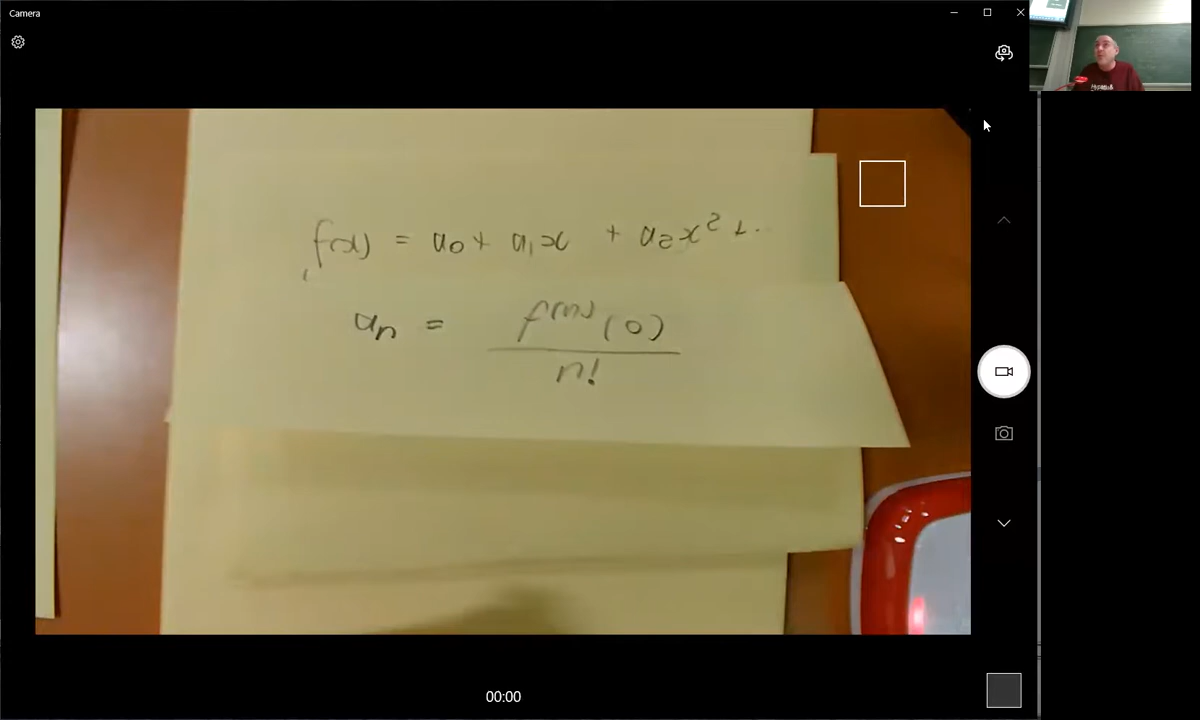 Camera
f(x) = a₀ + a₁x + a₂x² + ..
aₙ = f⁽ⁿ⁾(0) / n!
00:00